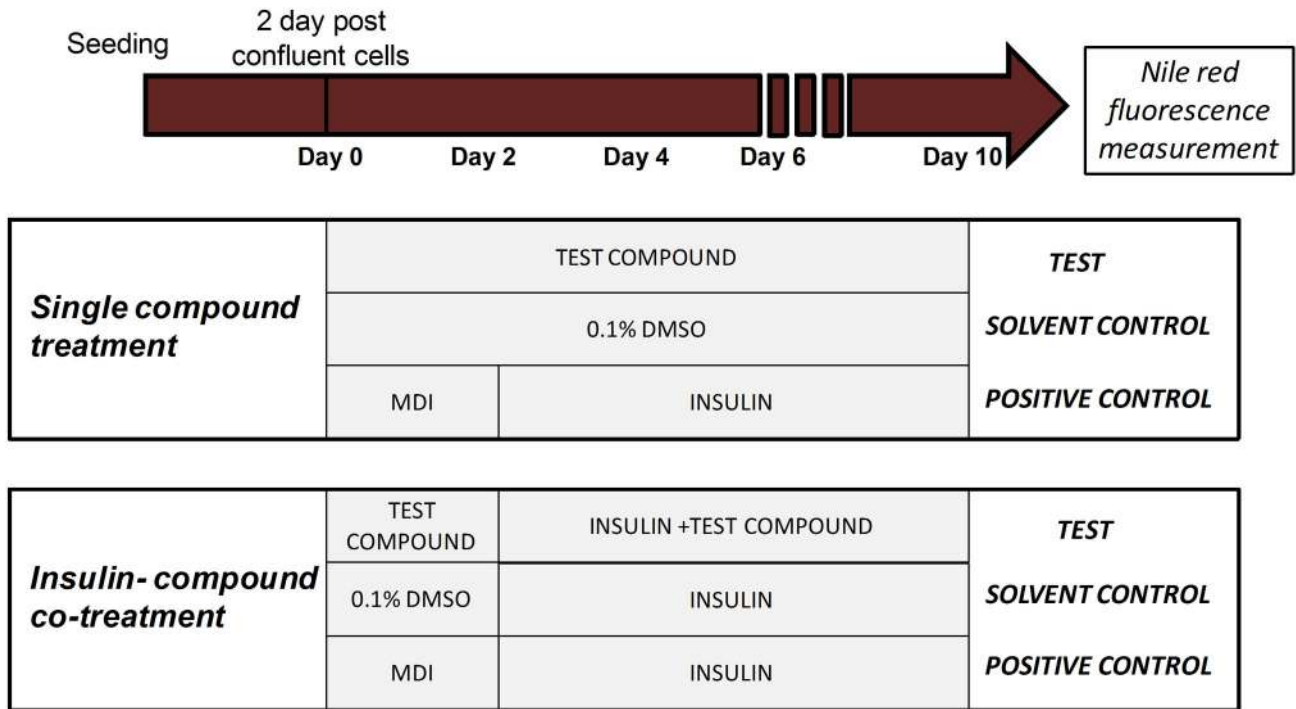 Seeding
2 day post
confluent cells
Day 0
Day 2
Day 4
Day 6
Day 10
Nile red
fluorescence
measurement
Single compound
treatment
TEST COMPOUND
TEST
0.1% DMSO
SOLVENT CONTROL
MDI
INSULIN
POSITIVE CONTROL
Insulin- compound
co-treatment
TEST
COMPOUND
INSULIN +TEST COMPOUND
TEST
0.1% DMSO
INSULIN
SOLVENT CONTROL
MDI
INSULIN
POSITIVE CONTROL